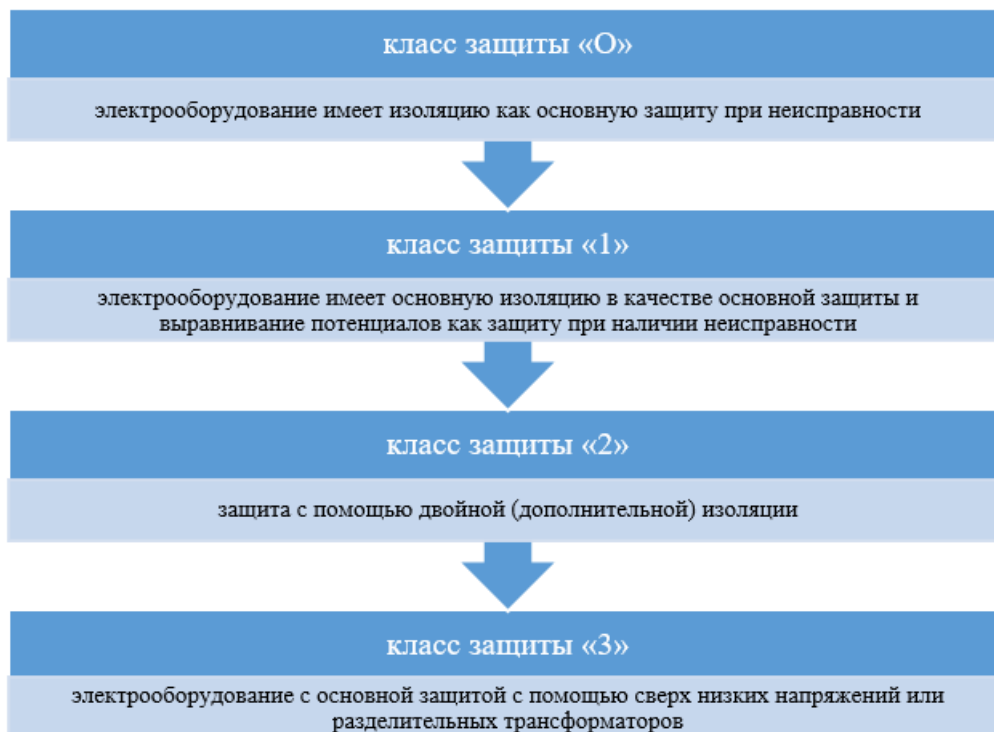 класс защиты «О»
электрооборудование имеет изоляцию как основную защиту при неисправности
класс защиты «1»
электрооборудование имеет основную изоляцию в качестве основной защиты и
выравнивание потенциалов как защиту при наличии неисправности
класс защиты «2»
защита с помощью двойной (дополнительной) изоляции
класс защиты «3»
электрооборудование с основной защитой с помощью сверх низких напряжений или
разделительных трансформаторов